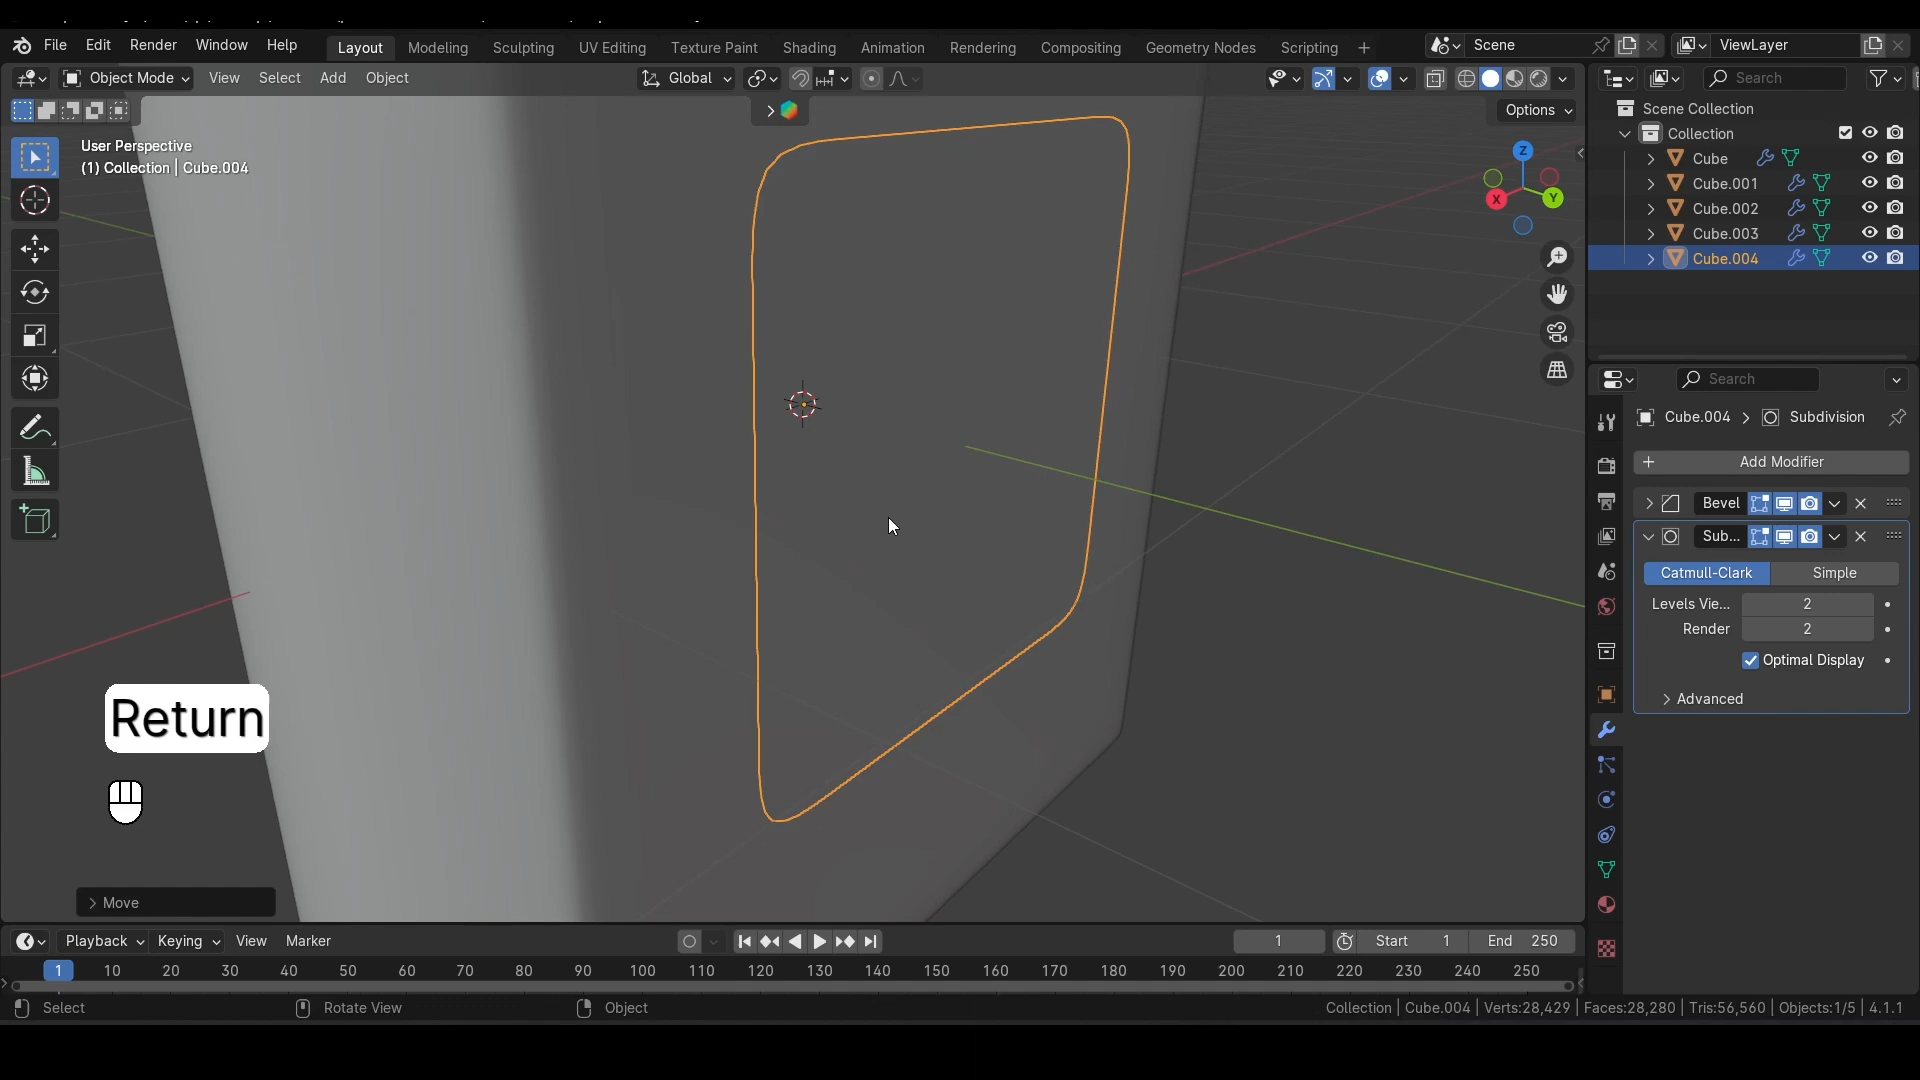 File Edit Render Window Help
Layout Modeling Sculpting UV Editing Texture Paint Shading Animation Rendering Compositing Geometry Nodes Scripting
Scene
ViewLayer
Object Mode View Select Add Object
Global
Search
Options
User Perspective
(1) Collection | Cube.004
Z
X
Y
Scene Collection
Collection
Cube
Cube.001
Cube.002
Cube.003
Cube.004
Search
Cube.004 > Subdivision
+ Add Modifier
Bevel
Sub...
Catmull-Clark Simple
Levels Vie... 2
Render 2
Optimal Display
Advanced
Return
Move
Playback Keying View Marker
1
Start 1
End 250
1 10 20 30 40 50 60 70 80 90 100 110 120 130 140 150 160 170 180 190 200 210 220 230 240 250
Select
Rotate View
Object
Collection | Cube.004 | Verts:28,429 | Faces:28,280 | Tris:56,560 | Objects:1/5 | 4.1.1